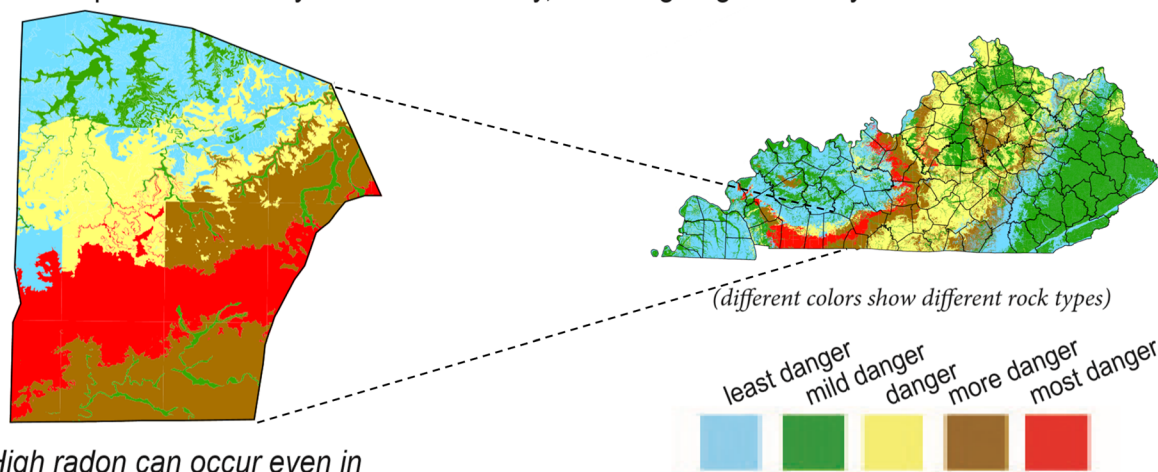 (different colors show different rock types)
least danger
mild danger
danger
more danger
most danger
High radon can occur even in